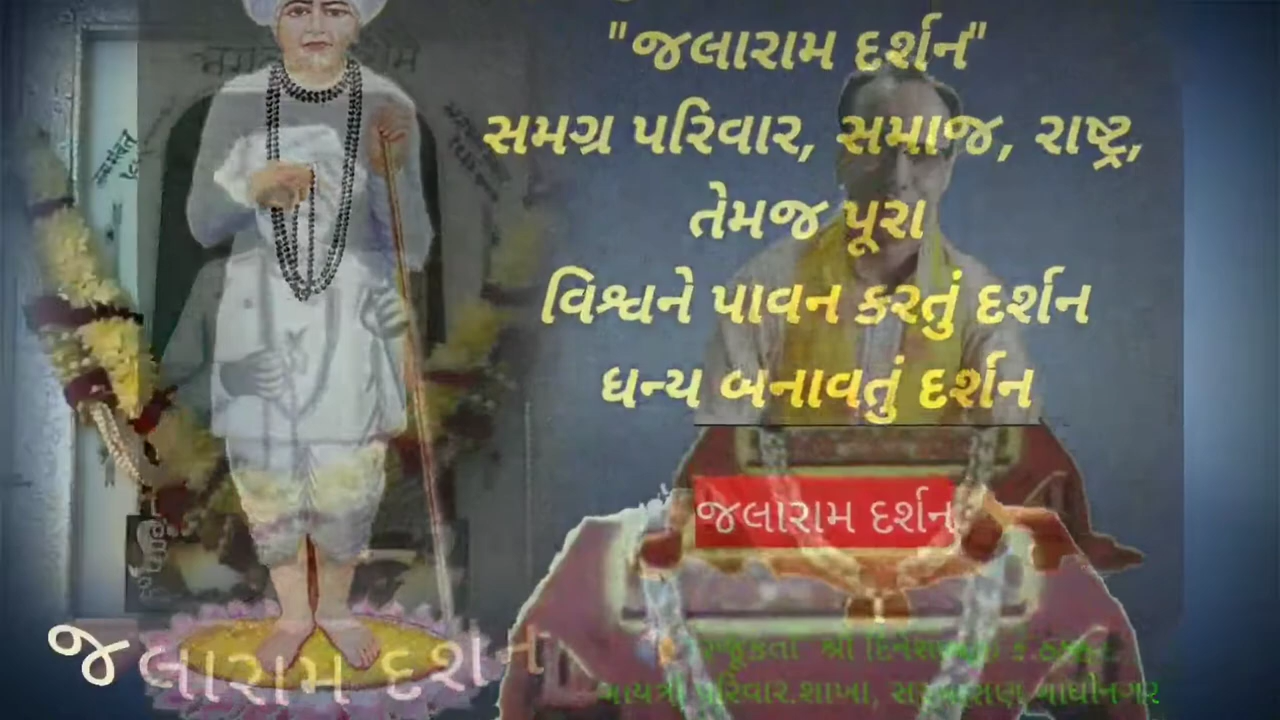 "જલારામ દર્શન"
સમગ્ર પરિવાર, સમાજ, રાષ્ટ્ર,
તેમજ પૂરા
વિશ્વને પાવન કરતું દર્શન
ધન્ય બનાવતું દર્શન
જલારામ દર્શન
જલારામ દર્શન
શ્રી
પરિવાર.શાખા, ગાંધીનગર